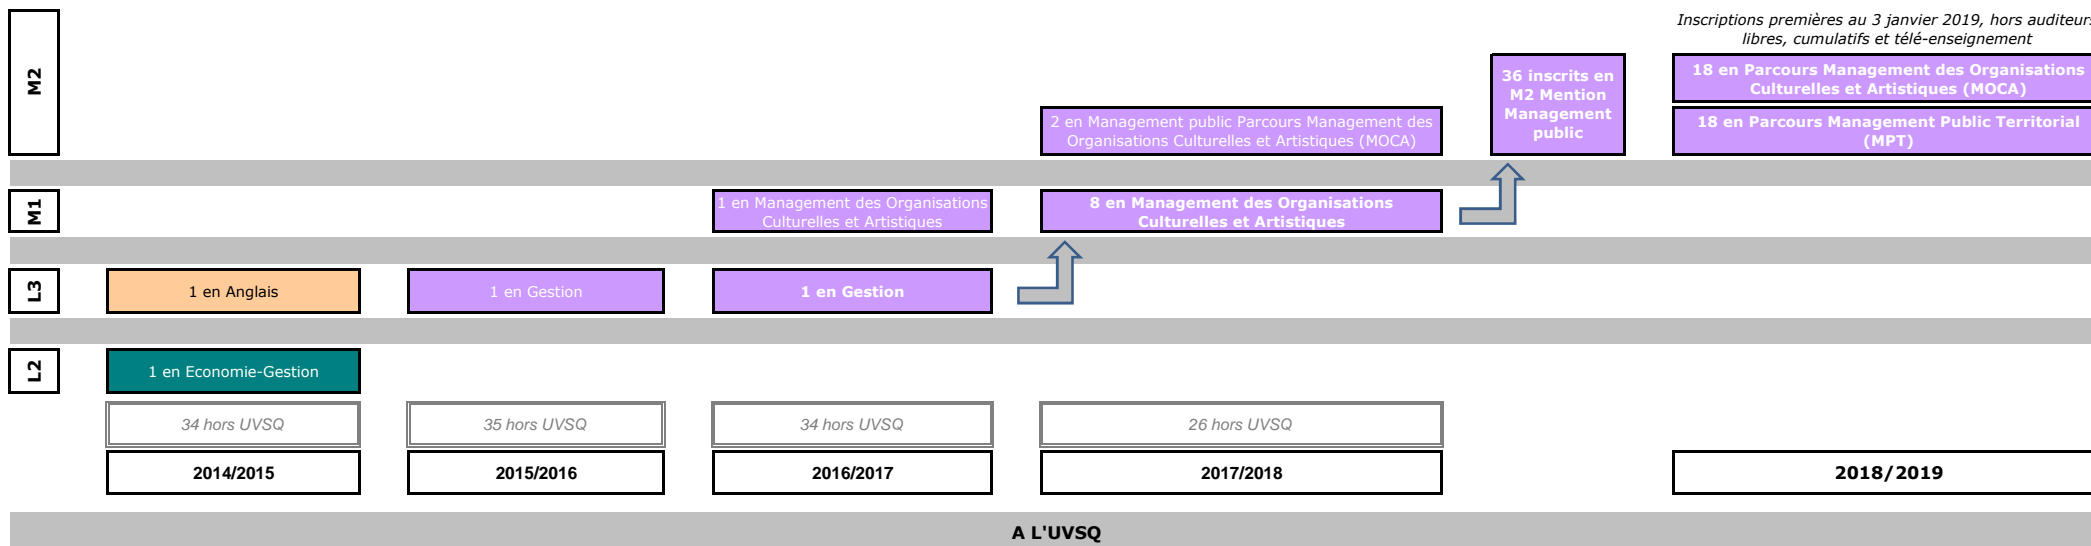 Inscriptions premières au 3 janvier 2019, hors auditeurs
libres, cumulatifs et télé-enseignement
M2
36 inscrits en
M2 Mention
Management
public
18 en Parcours Management des Organisations
Culturelles et Artistiques (MOCA)
2 en Management public Parcours Management des
Organisations Culturelles et Artistiques (MOCA)
18 en Parcours Management Public Territorial
(MPT)
M1
1 en Management des Organisations
Culturelles et Artistiques
8 en Management des Organisations
Culturelles et Artistiques
L3
1 en Anglais
1 en Gestion
1 en Gestion
L2
1 en Economie-Gestion
34 hors UVSQ
35 hors UVSQ
34 hors UVSQ
26 hors UVSQ
2014/2015
2015/2016
2016/2017
2017/2018
2018/2019
A L'UVSQ